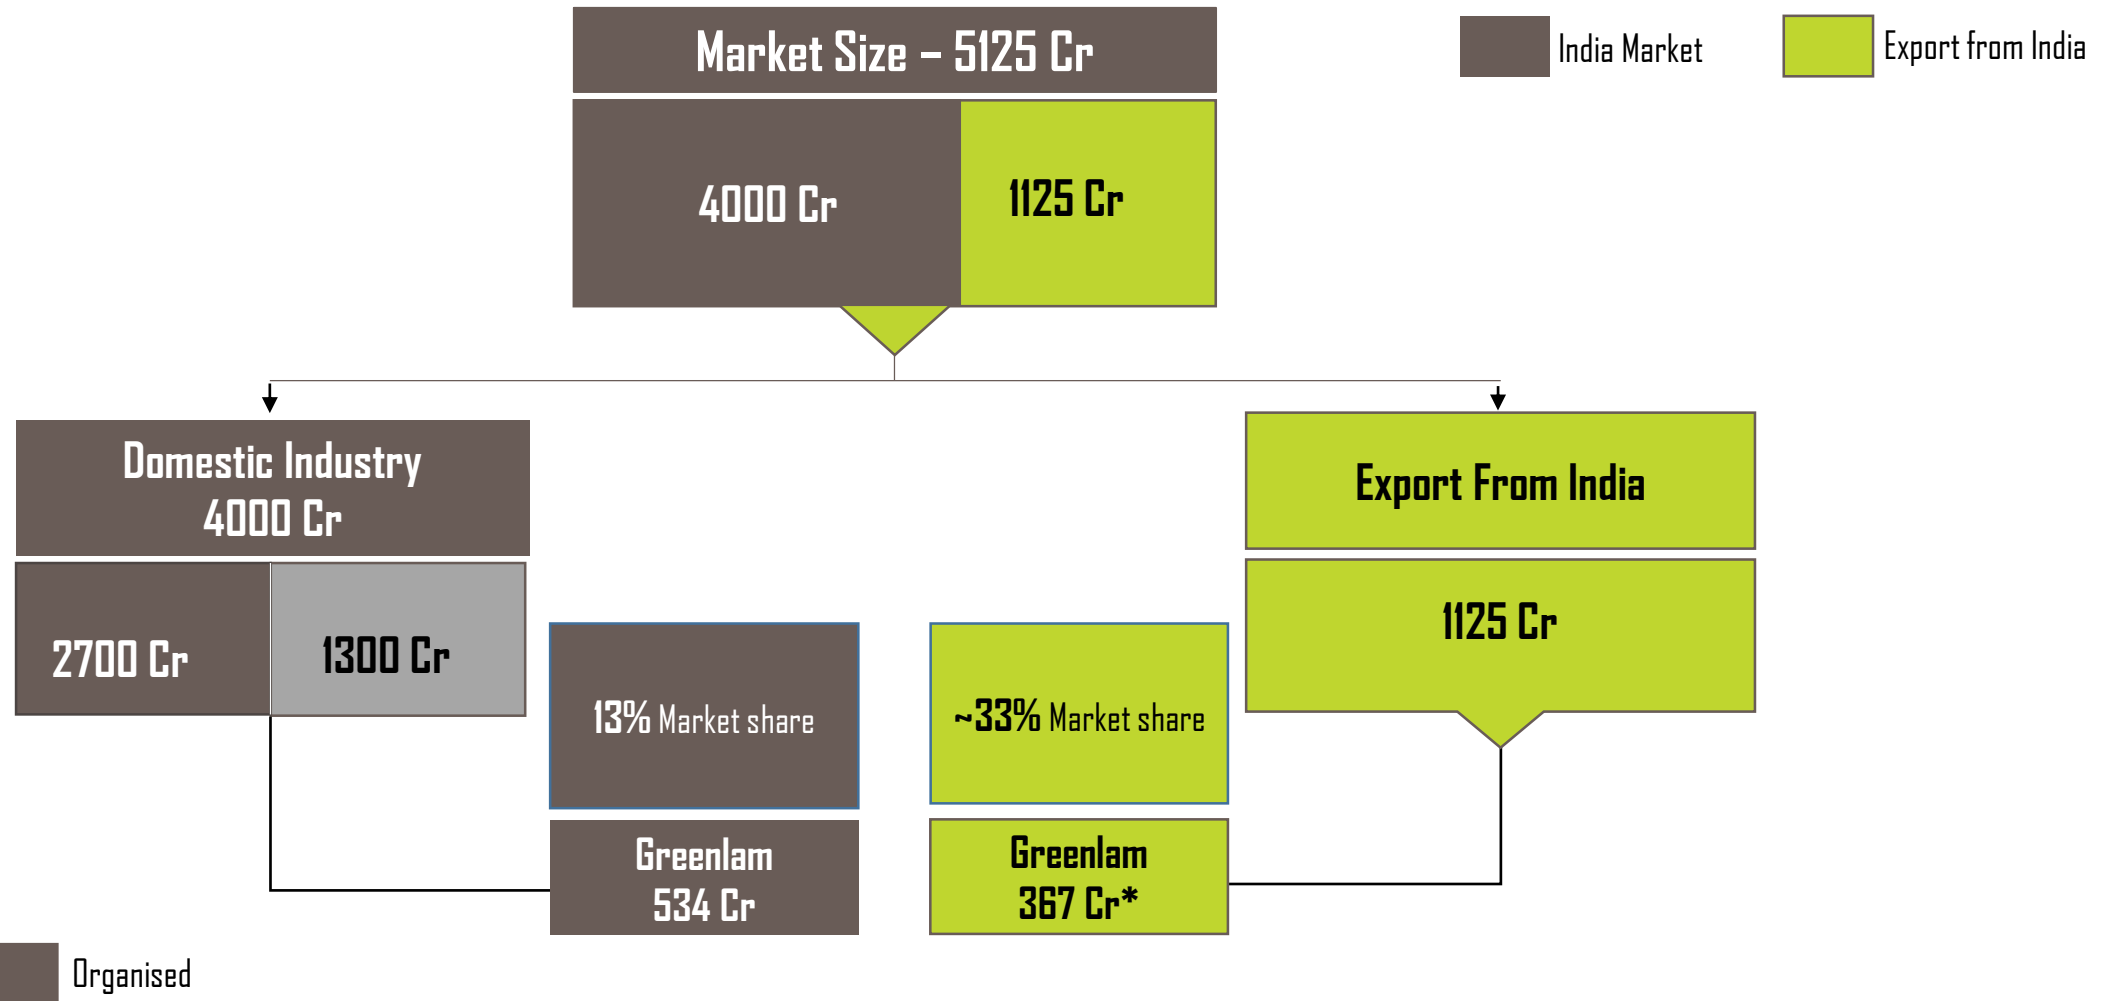 Market Size – 5125 Cr
India Market
Export from India
4000 Cr
1125 Cr
Domestic Industry
4000 Cr
Export From India
2700 Cr
1300 Cr
1125 Cr
13% Market share
~33% Market share
Greenlam
534 Cr
Greenlam
367 Cr*
Organised